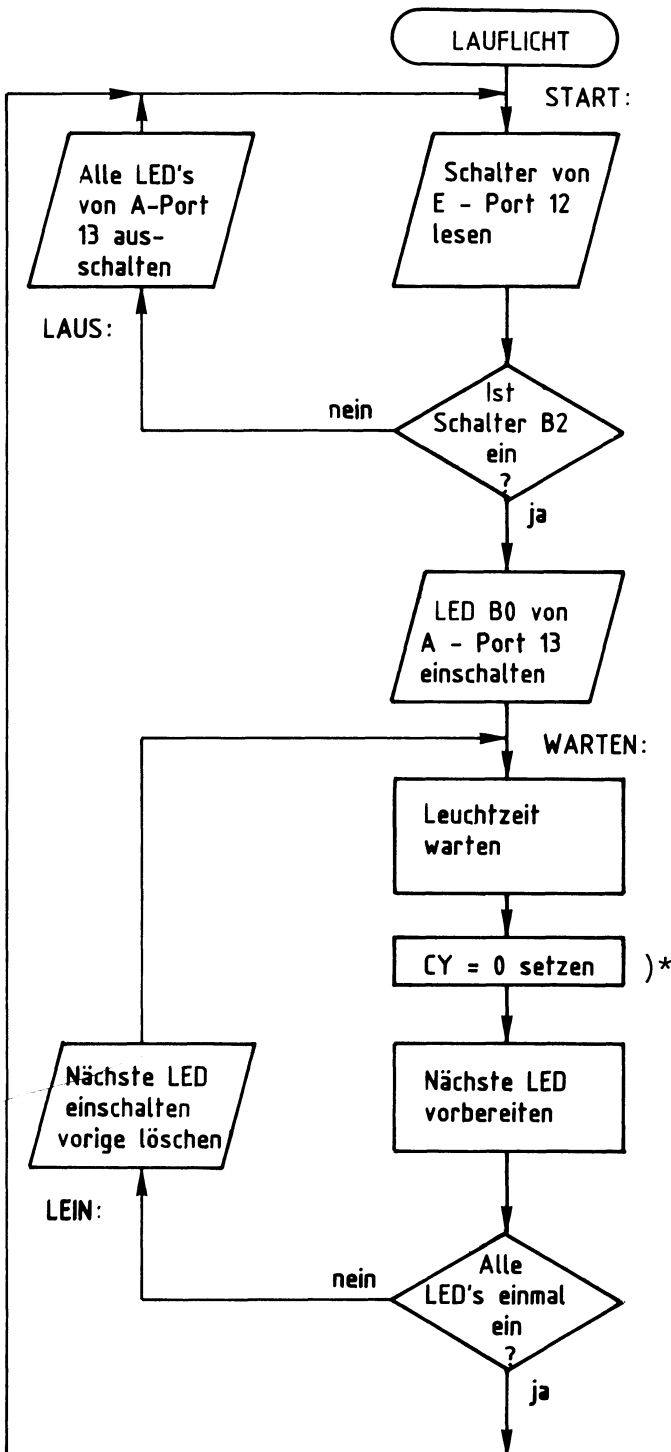 LAUFLICHT
START:
Alle LED's
von A-Port
13 aus-
schalten
Schalter von
E - Port 12
lesen
LAUS:
nein
Ist
Schalter B2
ein
?
ja
LED B0 von
A - Port 13
einschalten
WARTEN:
Leuchtzeit
warten
CY = 0 setzen )*
Nächste LED
einschalten
vorige löschen
Nächste LED
vorbereiten
LEIN:
nein
Alle
LED's einmal
ein
?
ja